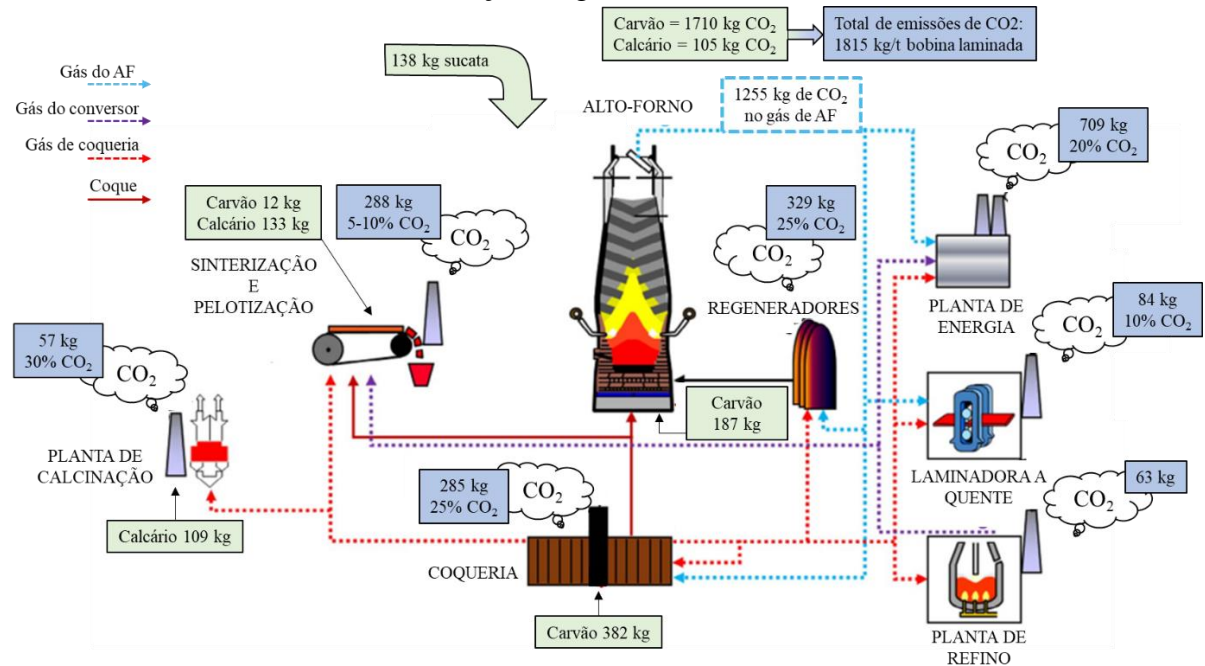 Carvão = 1710 kg CO₂
Calcário = 105 kg CO₂
Total de emissões de CO2:
1815 kg/t bobina laminada
138 kg sucata
Gás do AF
Gás do conversor
Gás de coqueria
Coque
ALTO-FORNO
1255 kg de CO₂
no gás de AF
709 kg
20% CO₂
CO₂
PLANTA DE
ENERGIA
Carvão 12 kg
Calcário 133 kg
288 kg
5-10% CO₂
CO₂
SINTERIZAÇÃO
E
PELOTIZAÇÃO
329 kg
25% CO₂
CO₂
REGENERADORES
84 kg
10% CO₂
CO₂
LAMINADORA A
QUENTE
57 kg
30% CO₂
CO₂
PLANTA DE
CALCINAÇÃO
Calcário 109 kg
Carvão
187 kg
285 kg
25% CO₂
CO₂
COQUERIA
Carvão 382 kg
63 kg
CO₂
PLANTA DE
REFINO